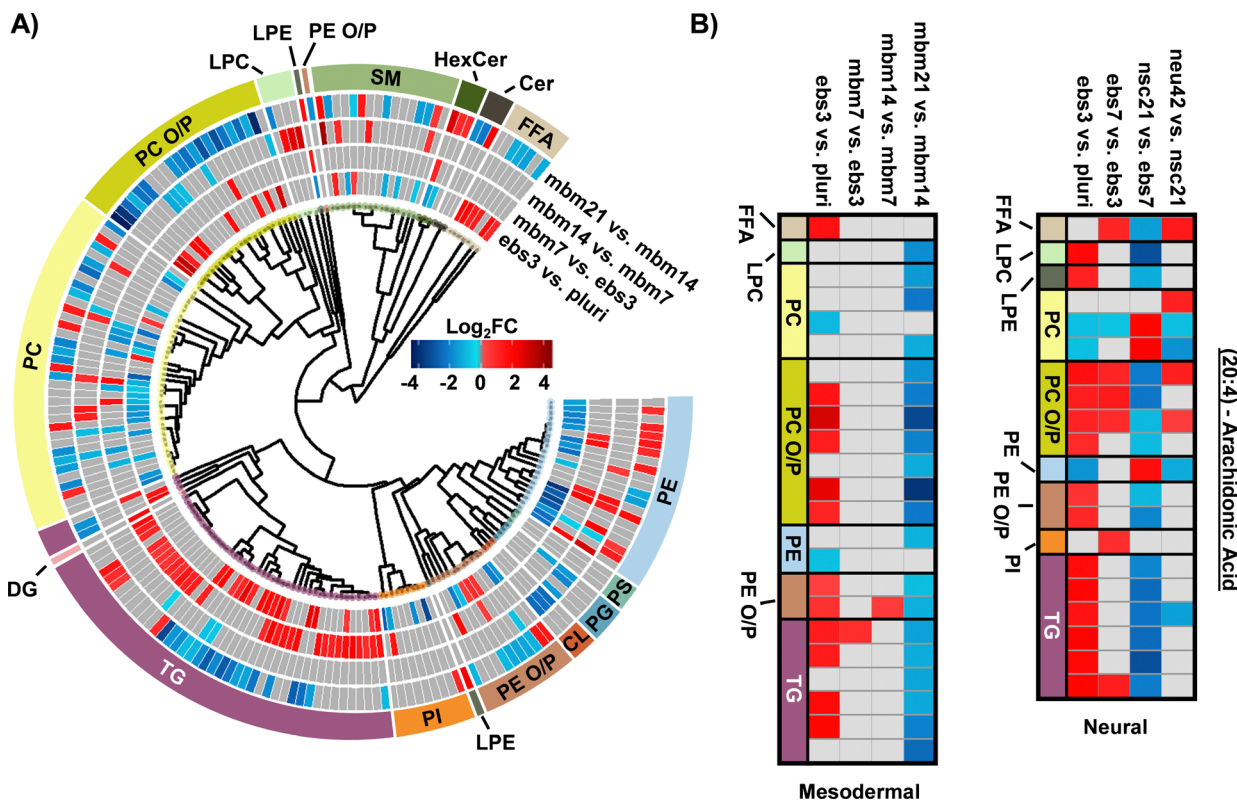 A)
LPE
PE O/P
LPC
SM
HexCer
Cer
FFA
PC O/P
PC
DG
TG
PI
LPE
PE O/P
CL
PG
PS
PE
mbm21 vs. mbm14
mbm14 vs. mbm7
mbm7 vs. ebs3
ebs3 vs. pluri
Log2FC
-4 -2 0 2 4
B)
ebs3 vs. pluri
mbm7 vs. ebs3
mbm14 vs. mbm7
mbm21 vs. mbm14
FFA
LPC
PC
PC O/P
PE
PE O/P
TG
Mesodermal
ebs3 vs. pluri
ebs7 vs. ebs3
nsc21 vs. ebs7
neu42 vs. nsc21
FFA
LPC
LPE
PC
PC O/P
PE
PE O/P
PI
TG
Neural
(20:4) - Arachidonic Acid